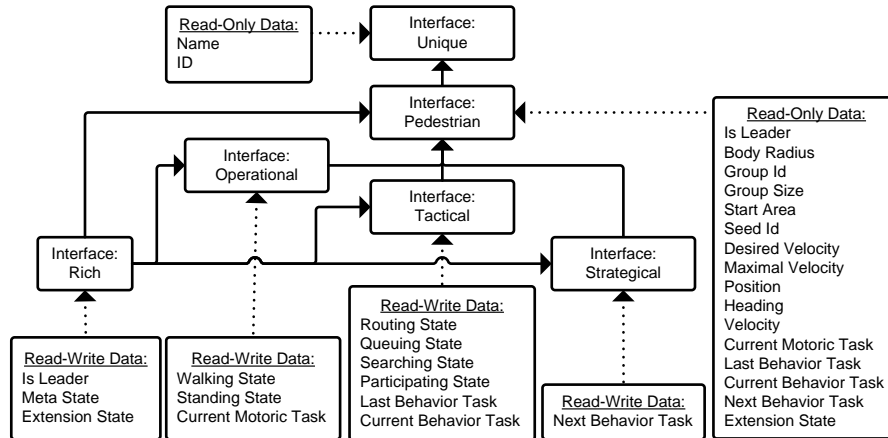 Read-Only Data:
Name
ID
Interface:
Unique
Interface:
Pedestrian
Interface:
Operational
Interface:
Tactical
Interface:
Rich
Interface:
Strategical
Read-Only Data:
Is Leader
Body Radius
Group Id
Group Size
Start Area
Seed Id
Desired Velocity
Maximal Velocity
Position
Heading
Velocity
Current Motoric Task
Last Behavior Task
Current Behavior Task
Next Behavior Task
Extension State
Read-Write Data:
Is Leader
Meta State
Extension State
Read-Write Data:
Walking State
Standing State
Current Motoric Task
Read-Write Data:
Routing State
Queuing State
Searching State
Participating State
Last Behavior Task
Current Behavior Task
Read-Write Data:
Next Behavior Task